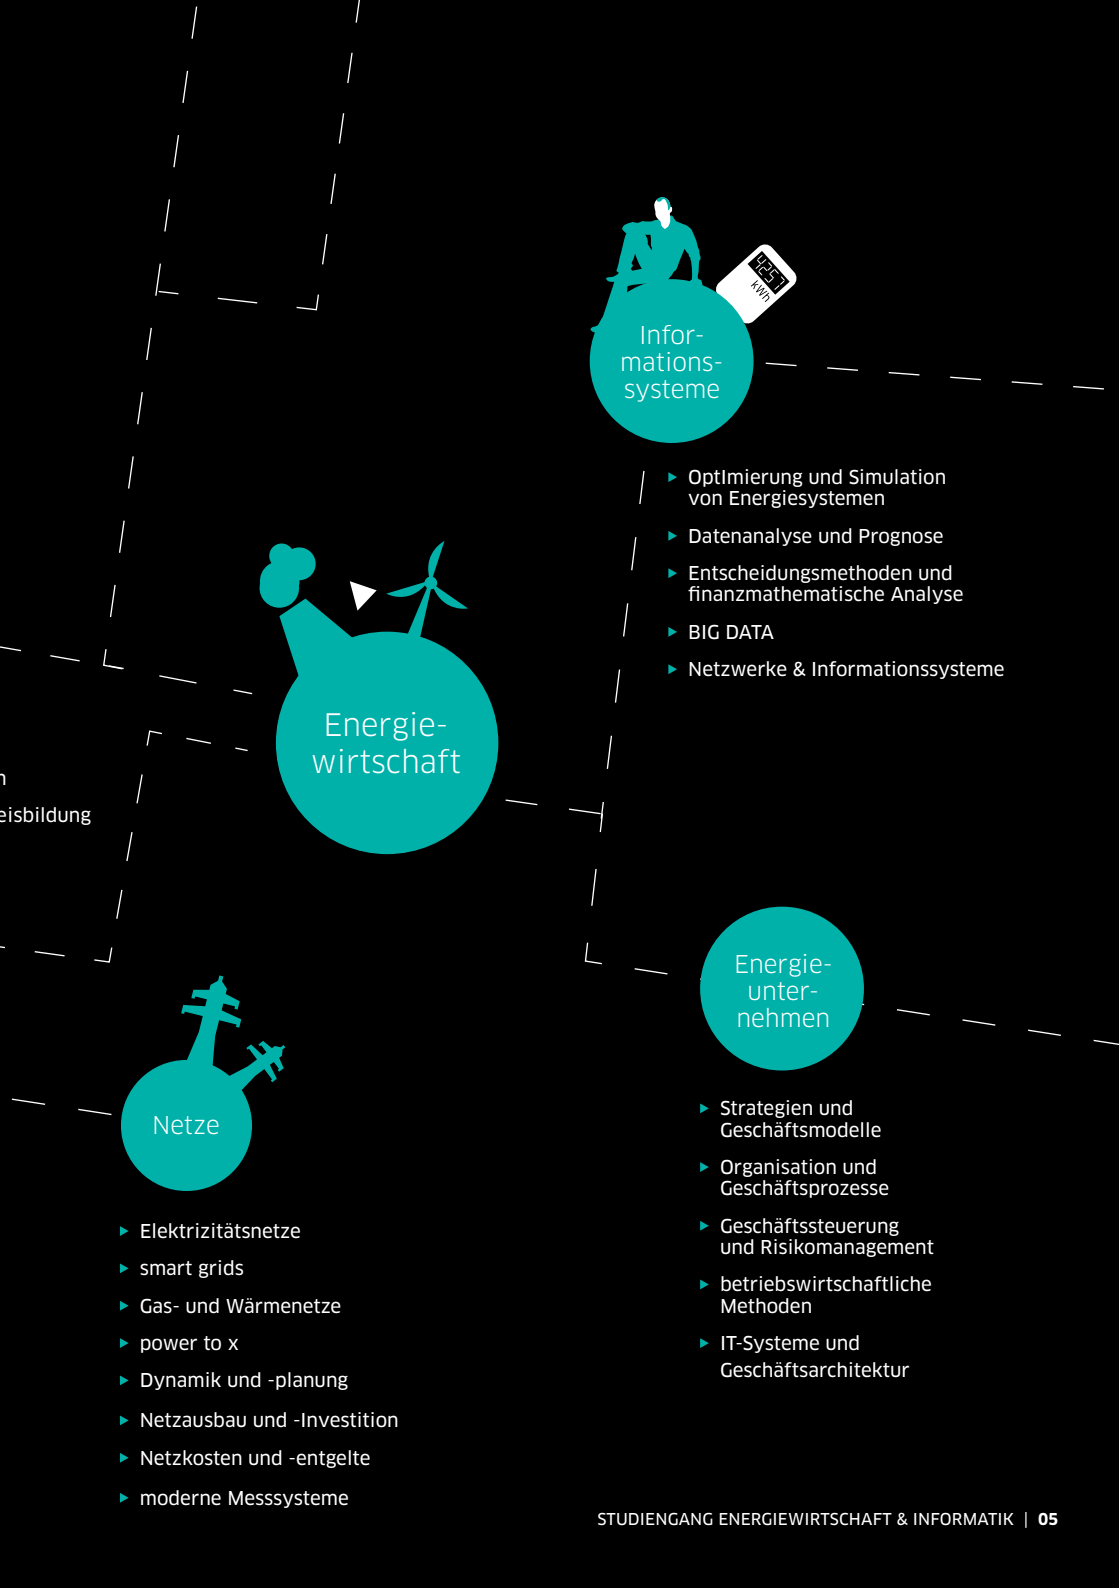 4257
kWh
Infor-
mations-
systeme
OptImierung und Simulation
von Energiesystemen
Datenanalyse und Prognose
Entscheidungsmethoden und
finanzmathematische Analyse
BIG DATA
Netzwerke & Informationssysteme
Energie-
wirtschaft
n
eisbildung
Energie-
unter-
nehmen
Strategien und
Geschäftsmodelle
Organisation und
Geschäftsprozesse
Geschäftssteuerung
und Risikomanagement
betriebswirtschaftliche
Methoden
IT-Systeme und
Geschäftsarchitektur
Netze
Elektrizitätsnetze
smart grids
Gas- und Wärmenetze
power to x
Dynamik und -planung
Netzausbau und -Investition
Netzkosten und -entgelte
moderne Messsysteme
STUDIENGANG ENERGIEWIRTSCHAFT & INFORMATIK | 05